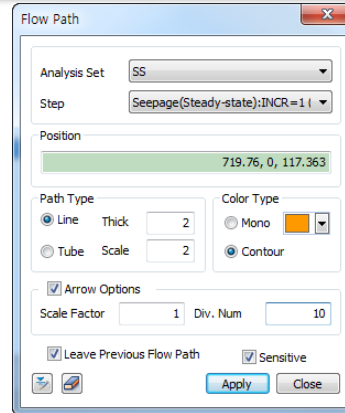 Flow Path
Analysis Set SS
Step Seepage(Steady-state):INCR=1 (
Position
719.76, 0, 117.363
Path Type Color Type
Line Thick 2 Mono
Tube Scale 2 Contour
Arrow Options
Scale Factor 1 Div. Num 10
Leave Previous Flow Path Sensitive
Apply Close